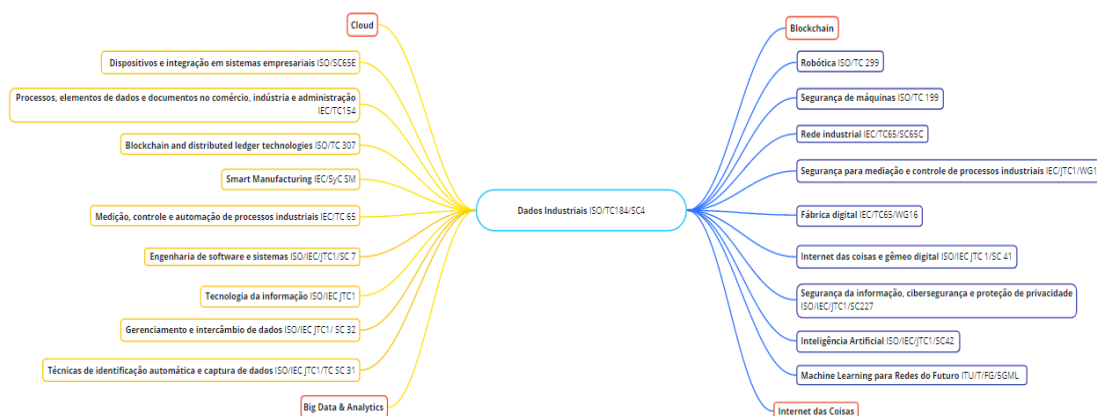 Cloud
Dispositivos e integração em sistemas empresariais ISO/SC65E
Processos, elementos de dados e documentos no comércio, indústria e administração
IEC/TC154
Blockchain and distributed ledger technologies ISO/TC 307
Smart Manufacturing IEC/SyC SM
Medição, controle e automação de processos industriais IEC/TC 65
Engenharia de software e sistemas ISO/IEC/JTC1/SC 7
Tecnologia da informação ISO/IEC JTC1
Gerenciamento e intercâmbio de dados ISO/IEC JTC1/ SC 32
Técnicas de identificação automática e captura de dados ISO/IEC JTC1/TC SC 31
Big Data & Analytics
Dados Industriais ISO/TC184/SC4
Blockchain
Robótica ISO/TC 299
Segurança de máquinas ISO/TC 199
Rede industrial IEC/TC65/SC65C
Segurança para mediação e controle de processos industriais IEC/JTC1/WG1
Fábrica digital IEC/TC65/WG16
Internet das coisas e gêmeo digital ISO/IEC JTC 1/SC 41
Segurança da informação, cibersegurança e proteção de privacidade
ISO/IEC/JTC1/SC227
Inteligência Artificial ISO/IEC/JTC1/SC42
Machine Learning para Redes do Futuro ITU/T/FG/SGML
Internet das Coisas